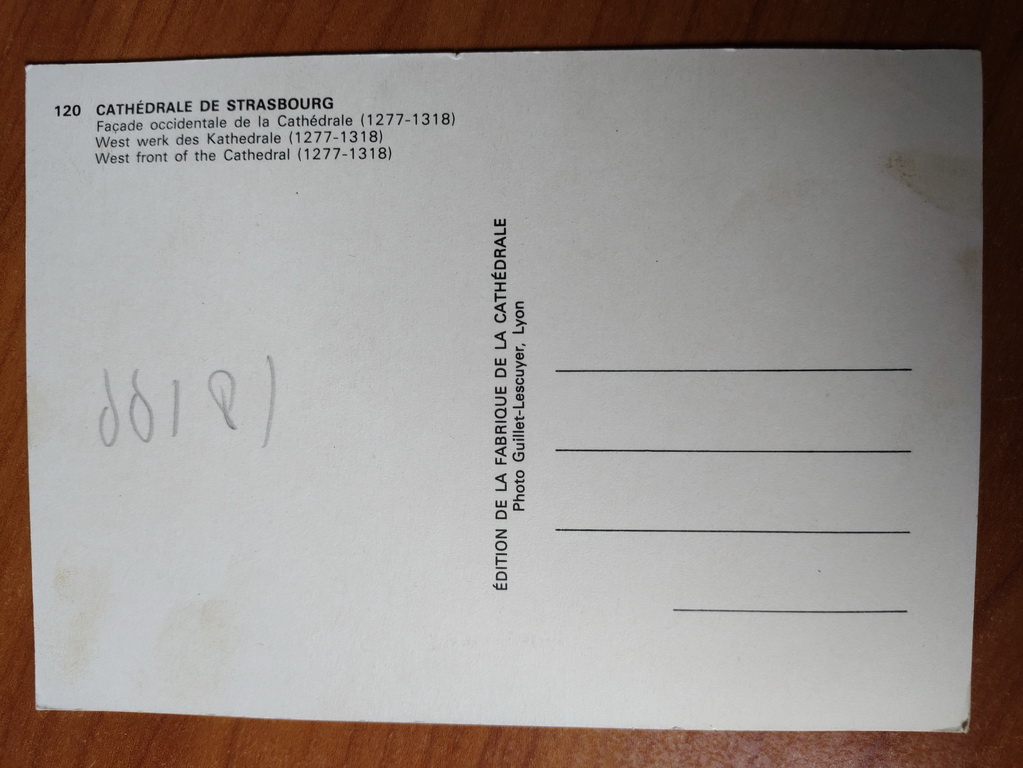 120 CATHÉDRALE DE STRASBOURG
Façade occidentale de la Cathédrale (1277-1318)
West werk des Kathedrale (1277-1318)
West front of the Cathedral (1277-1318)
ÉDITION DE LA FABRIQUE DE LA CATHÉDRALE
Photo Guillet-Lescuyer, Lyon